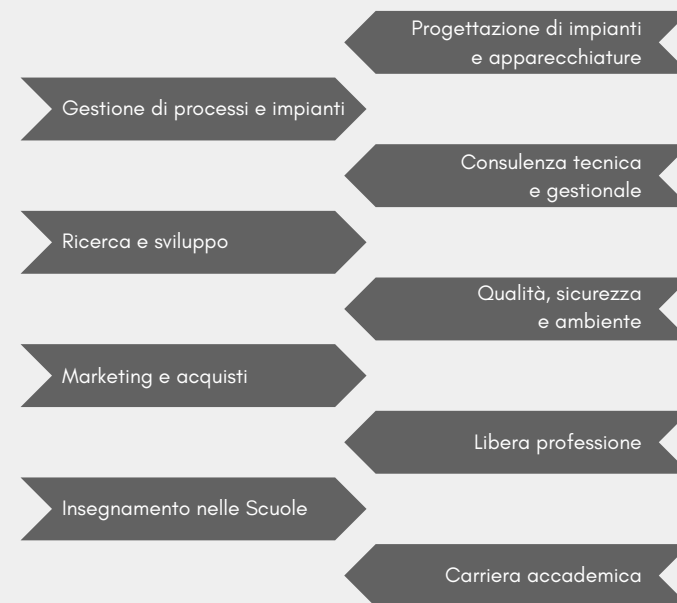 Progettazione di impianti
e apparecchiature
Gestione di processi e impianti
Consulenza tecnica
e gestionale
Ricerca e sviluppo
Qualità, sicurezza
e ambiente
Marketing e acquisti
Libera professione
Insegnamento nelle Scuole
Carriera accademica